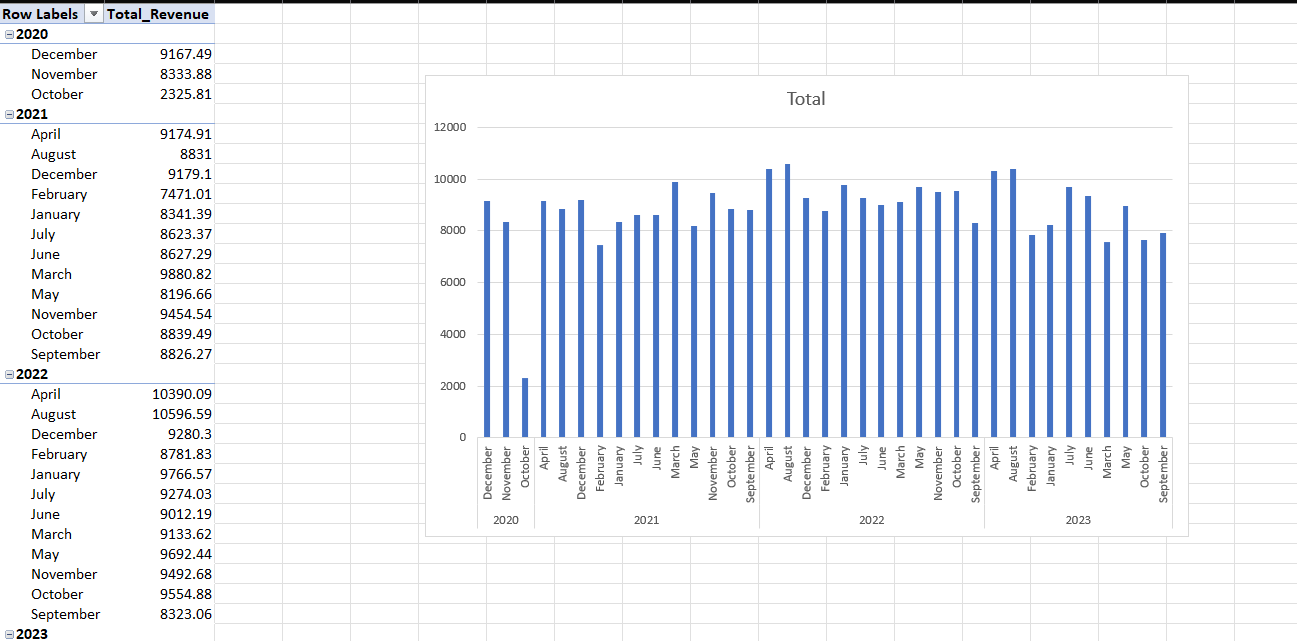 Row Labels Total_Revenue
2020
December 9167.49
November 8333.88
October 2325.81
2021
April 9174.91
August 8831
December 9179.1
February 7471.01
January 8341.39
July 8623.37
June 8627.29
March 9880.82
May 8196.66
November 9454.54
October 8839.49
September 8826.27
2022
April 10390.09
August 10596.59
December 9280.3
February 8781.83
January 9766.57
July 9274.03
June 9012.19
March 9133.62
May 9692.44
November 9492.68
October 9554.88
September 8323.06
2023
Total
12000
10000
8000
6000
4000
2000
0
December November October April August December February January July June March May November October September April August December February January July June March May November October September April August February January July June March May October September
2020 2021 2022 2023